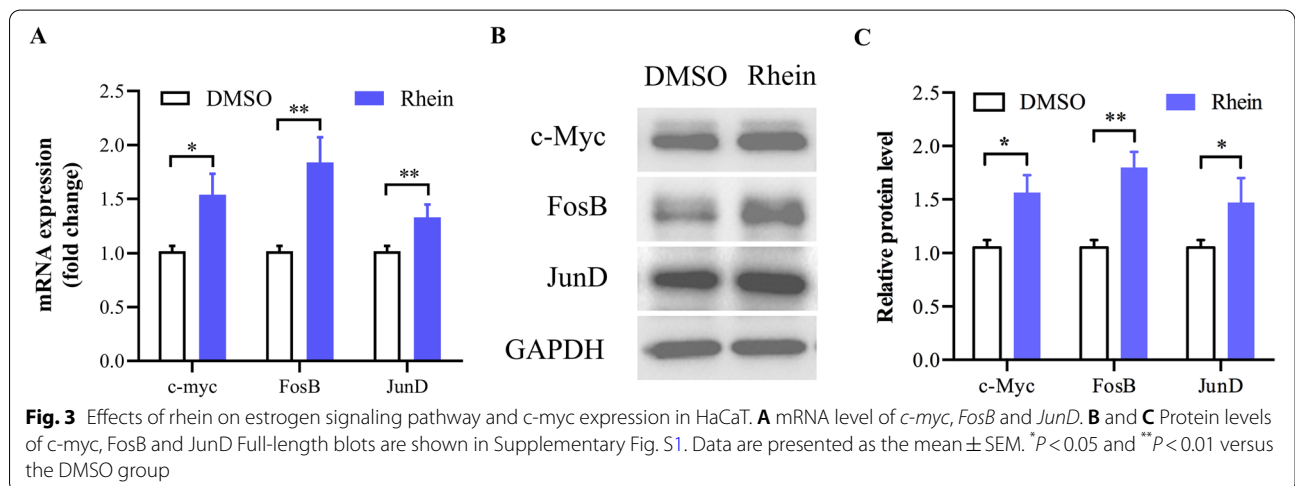 A
B
C
mRNA expression
(fold change)
2.5
2.0
1.5
1.0
0.5
0.0
DMSO
Rhein
*
**
**
c-myc
FosB
JunD
DMSO Rhein
c-Myc
FosB
JunD
GAPDH
Relative protein level
2.5
2.0
1.5
1.0
0.5
0.0
DMSO
Rhein
*
**
*
c-Myc
FosB
JunD
Fig. 3 Effects of rhein on estrogen signaling pathway and c-myc expression in HaCaT. A mRNA level of c-myc, FosB and JunD. B and C Protein levels
of c-myc, FosB and JunD Full-length blots are shown in Supplementary Fig. S1. Data are presented as the mean ± SEM. *P < 0.05 and **P < 0.01 versus
the DMSO group